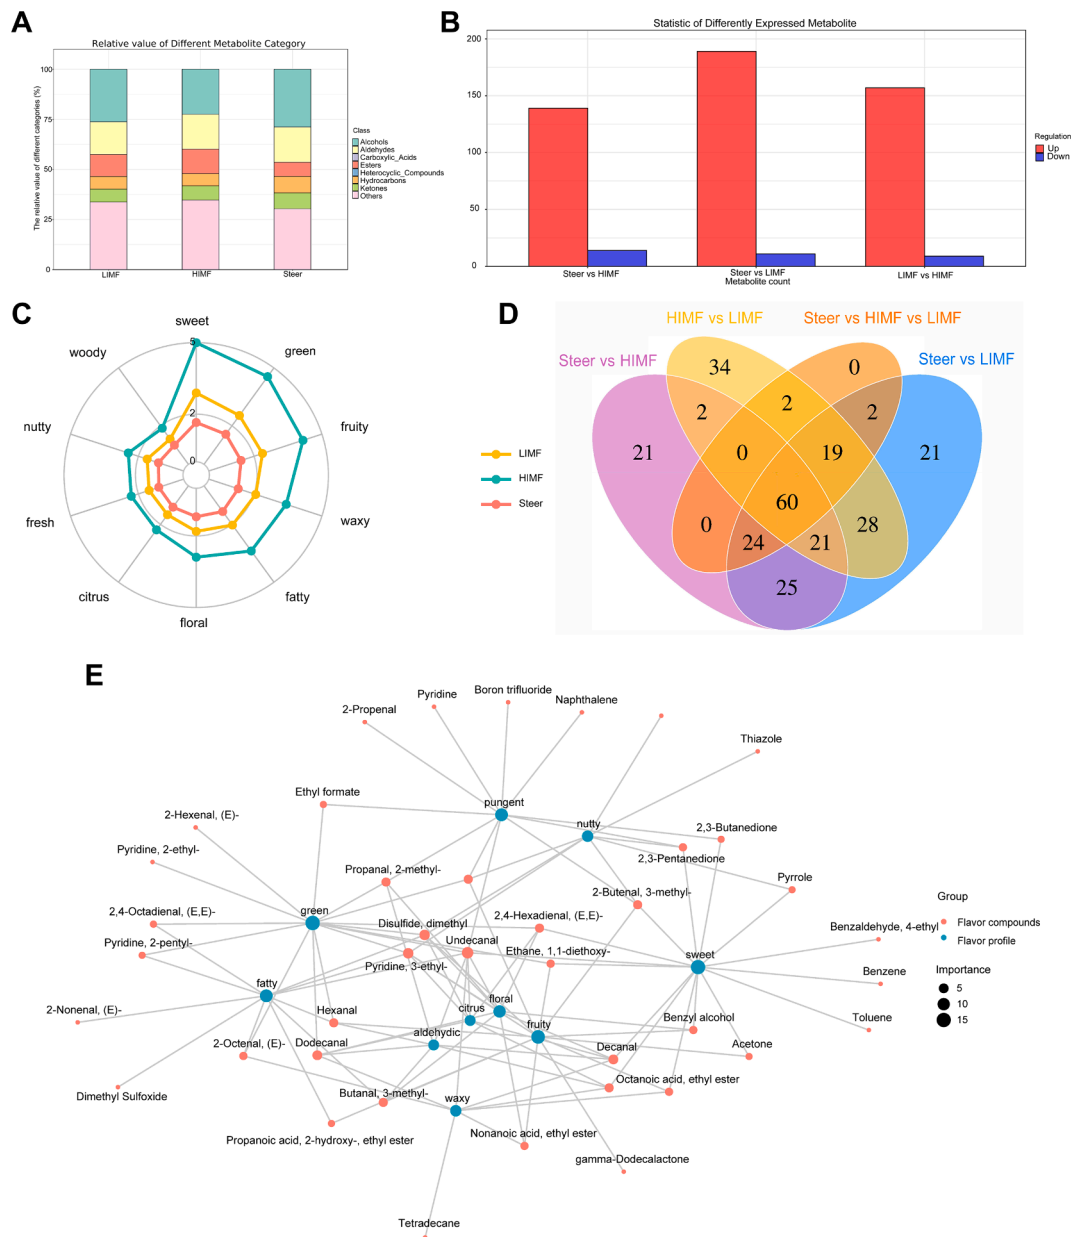 A
Relative value of Different Metabolite Category
The relative value of different categories (%)
100
75
50
25
0
LIMF
HIMF
Steer
Class
Alcohols
Aldehydes
Carboxylic_Acids
Esters
Heterocyclic_Compounds
Hydrocarbons
Ketones
Others
B
Statistic of Differently Expressed Metabolite
200
150
100
50
0
Steer vs HIMF
Steer vs LIMF
LIMF vs HIMF
Metabolite count
Regulation
Up
Down
C
sweet
green
fruity
waxy
fatty
floral
citrus
fresh
nutty
woody
5
2
0
LIMF
HIMF
Steer
D
HIMF vs LIMF
Steer vs HIMF vs LIMF
Steer vs HIMF
Steer vs LIMF
34
0
2
2
2
21
0
19
21
60
0
24
21
28
25
E
Boron trifluoride
Pyridine
Naphthalene
2-Propenal
Thiazole
Ethyl formate
pungent
2-Hexenal, (E)-
nutty
2,3-Butanedione
Pyridine, 2-ethyl-
2,3-Pentanedione
Propanal, 2-methyl-
Pyrrole
2-Butenal, 3-methyl-
2,4-Octadienal, (E,E)-
green
2,4-Hexadienal, (E,E)-
Disulfide, dimethyl
Benzaldehyde, 4-ethyl
Pyridine, 2-pentyl-
Undecanal
Ethane, 1,1-diethoxy-
sweet
Pyridine, 3-ethyl-
Benzene
fatty
floral
2-Nonenal, (E)-
Hexanal
citrus
Benzyl alcohol
Toluene
fruity
aldehydic
2-Octenal, (E)-
Dodecanal
Decanal
Acetone
Octanoic acid, ethyl ester
Dimethyl Sulfoxide
Butanal, 3-methyl-
waxy
Propanoic acid, 2-hydroxy-, ethyl ester
Nonanoic acid, ethyl ester
gamma-Dodecalactone
Tetradecane
Group
Flavor compounds
Flavor profile
Importance
5
10
15